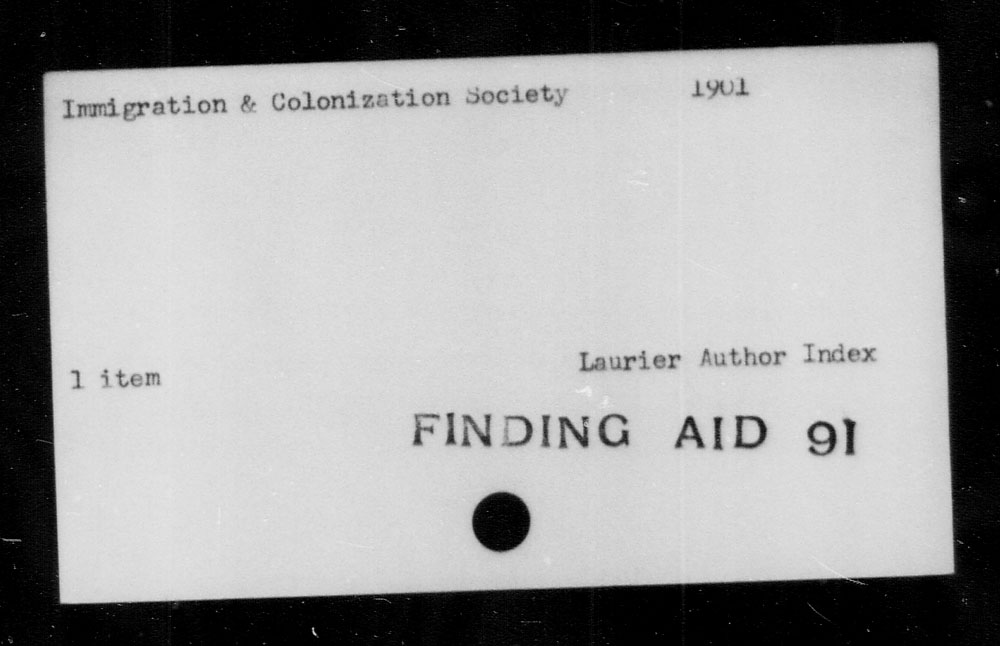 Immigration & Colonization Society 1901
1 item
Laurier Author Index
FINDING AID 91